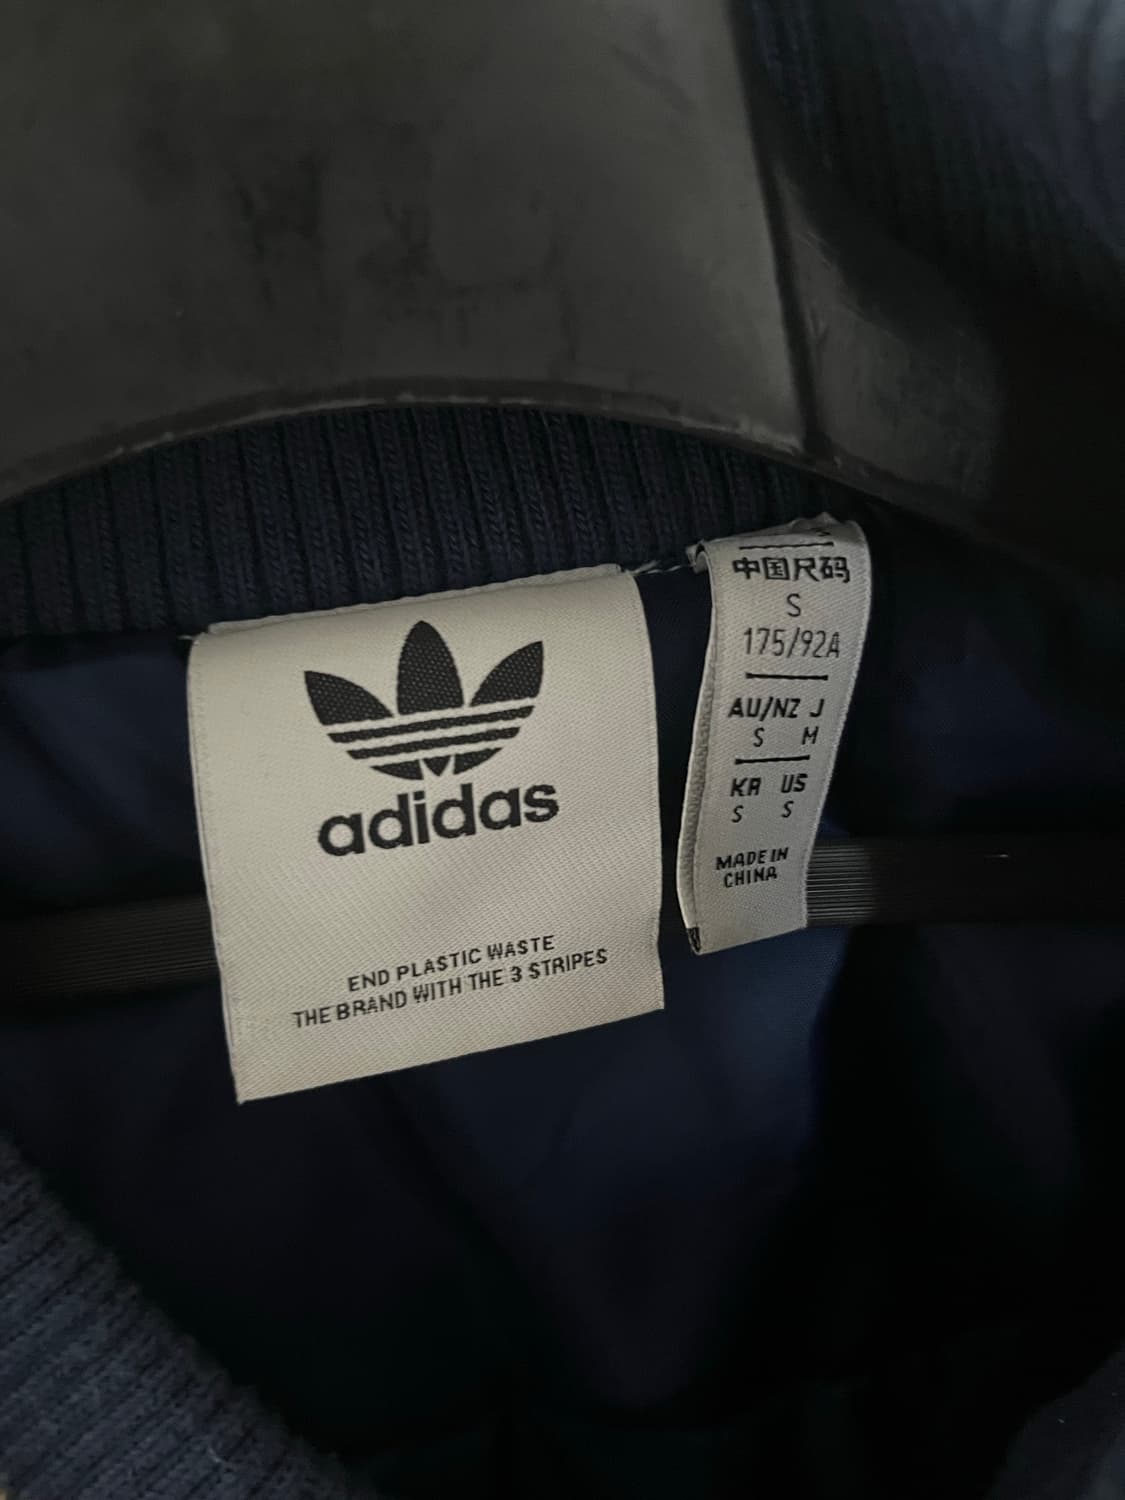 adidas
END PLASTIC WASTE
THE BRAND WITH THE 3 STRIPES
中国尺码
S
175/92A
AU/NZ J
S M
KR US
S S
MADE IN
CHINA